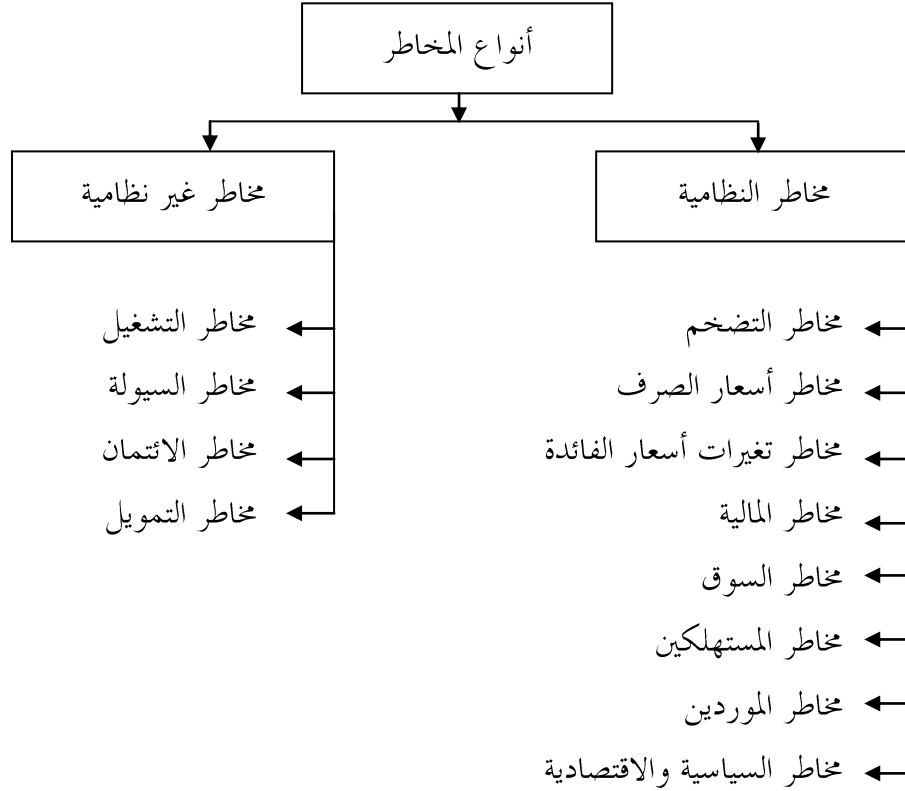 أنواع المخاطر
مخاطر النظامية
مخاطر التضخم
مخاطر أسعار الصرف
مخاطر تغيرات أسعار الفائدة
مخاطر المالية
مخاطر السوق
مخاطر المستهلكين
مخاطر الموردين
مخاطر السياسية والاقتصادية
مخاطر غير نظامية
مخاطر التشغيل
مخاطر السيولة
مخاطر الائتمان
مخاطر التمويل